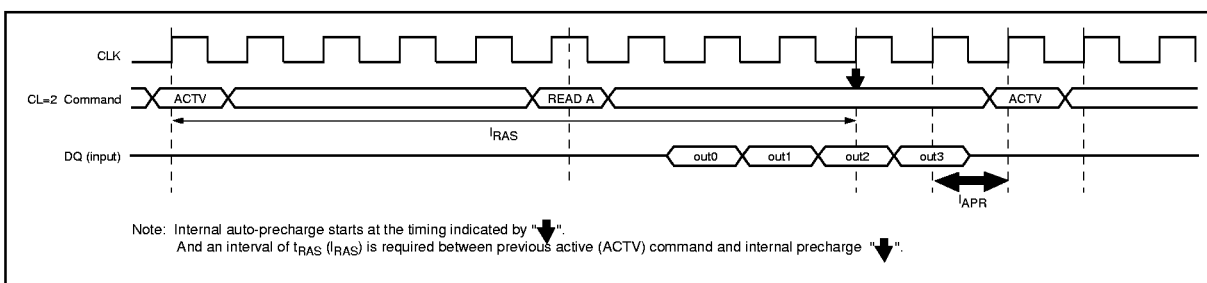 CLK
CL=2 Command
ACTV
READ A
ACTV
lRAS
DQ (input)
out0
out1
out2
out3
lAPR
Note: Internal auto-precharge starts at the timing indicated by " ".
And an interval of tRAS (lRAS) is required between previous active (ACTV) command and internal precharge " ".